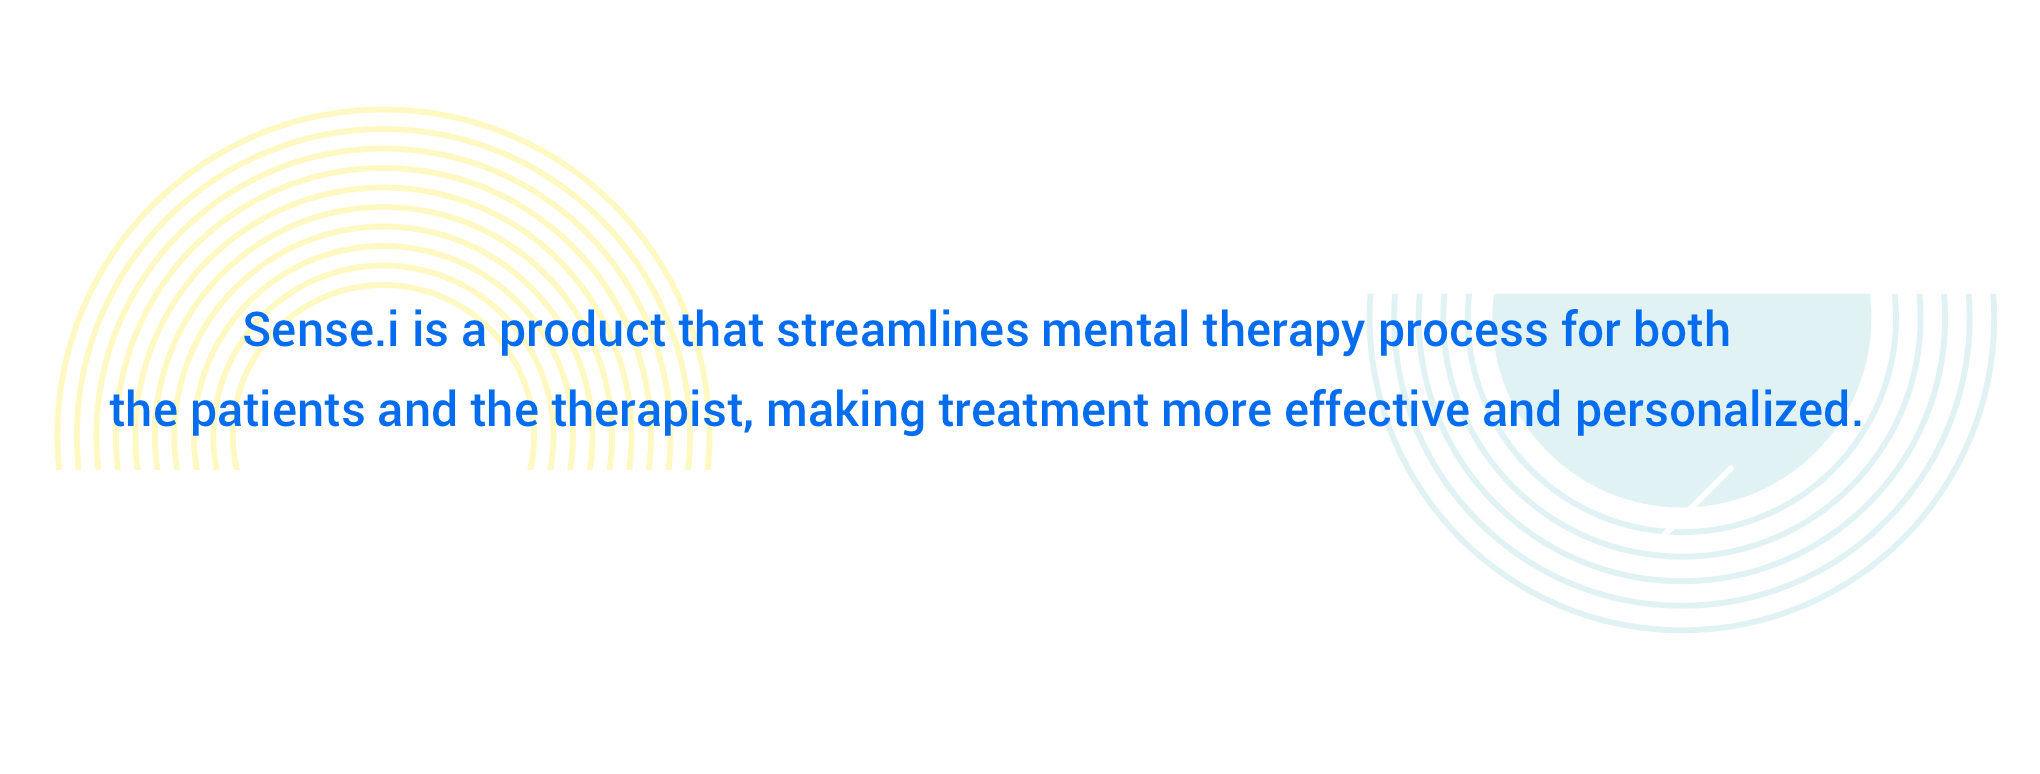 Sense.i is a product that streamlines mental therapy process for both
the patients and the therapist, making treatment more effective and personalized.